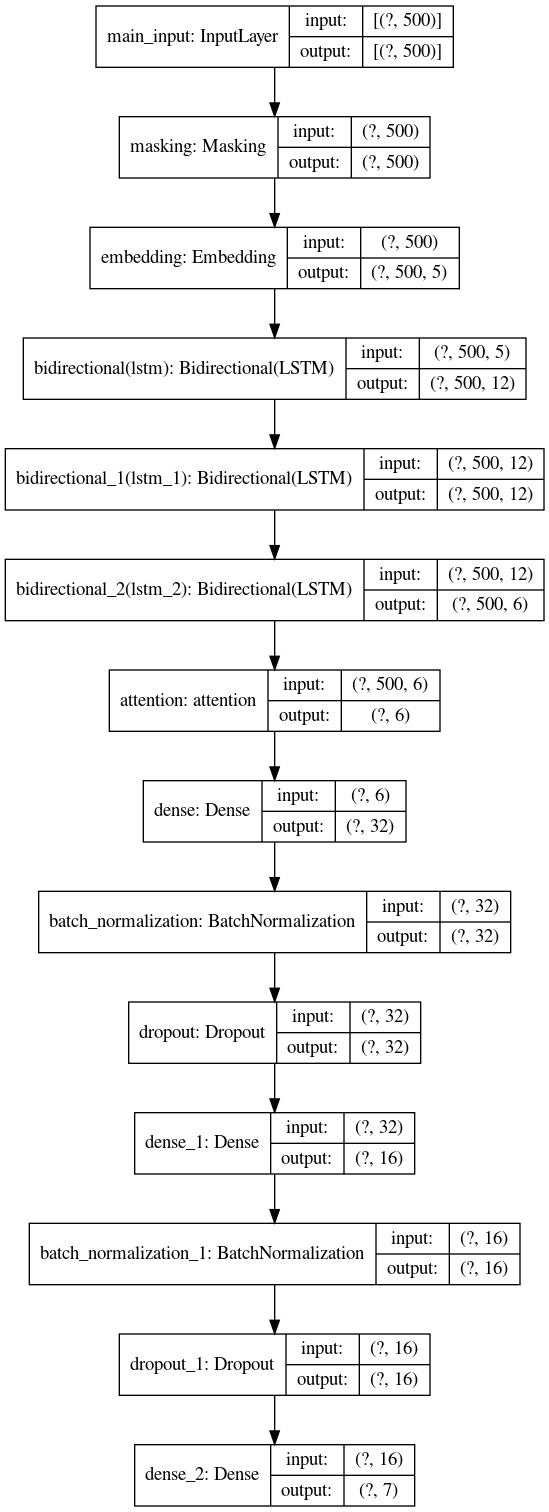 main_input: InputLayer
input: [(?, 500)]
output: [(?, 500)]
masking: Masking
input: (?, 500)
output: (?, 500)
embedding: Embedding
input: (?, 500)
output: (?, 500, 5)
bidirectional(lstm): Bidirectional(LSTM)
input: (?, 500, 5)
output: (?, 500, 12)
bidirectional_1(lstm_1): Bidirectional(LSTM)
input: (?, 500, 12)
output: (?, 500, 12)
bidirectional_2(lstm_2): Bidirectional(LSTM)
input: (?, 500, 12)
output: (?, 500, 6)
attention: attention
input: (?, 500, 6)
output: (?, 6)
dense: Dense
input: (?, 6)
output: (?, 32)
batch_normalization: BatchNormalization
input: (?, 32)
output: (?, 32)
dropout: Dropout
input: (?, 32)
output: (?, 32)
dense_1: Dense
input: (?, 32)
output: (?, 16)
batch_normalization_1: BatchNormalization
input: (?, 16)
output: (?, 16)
dropout_1: Dropout
input: (?, 16)
output: (?, 16)
dense_2: Dense
input: (?, 16)
output: (?, 7)